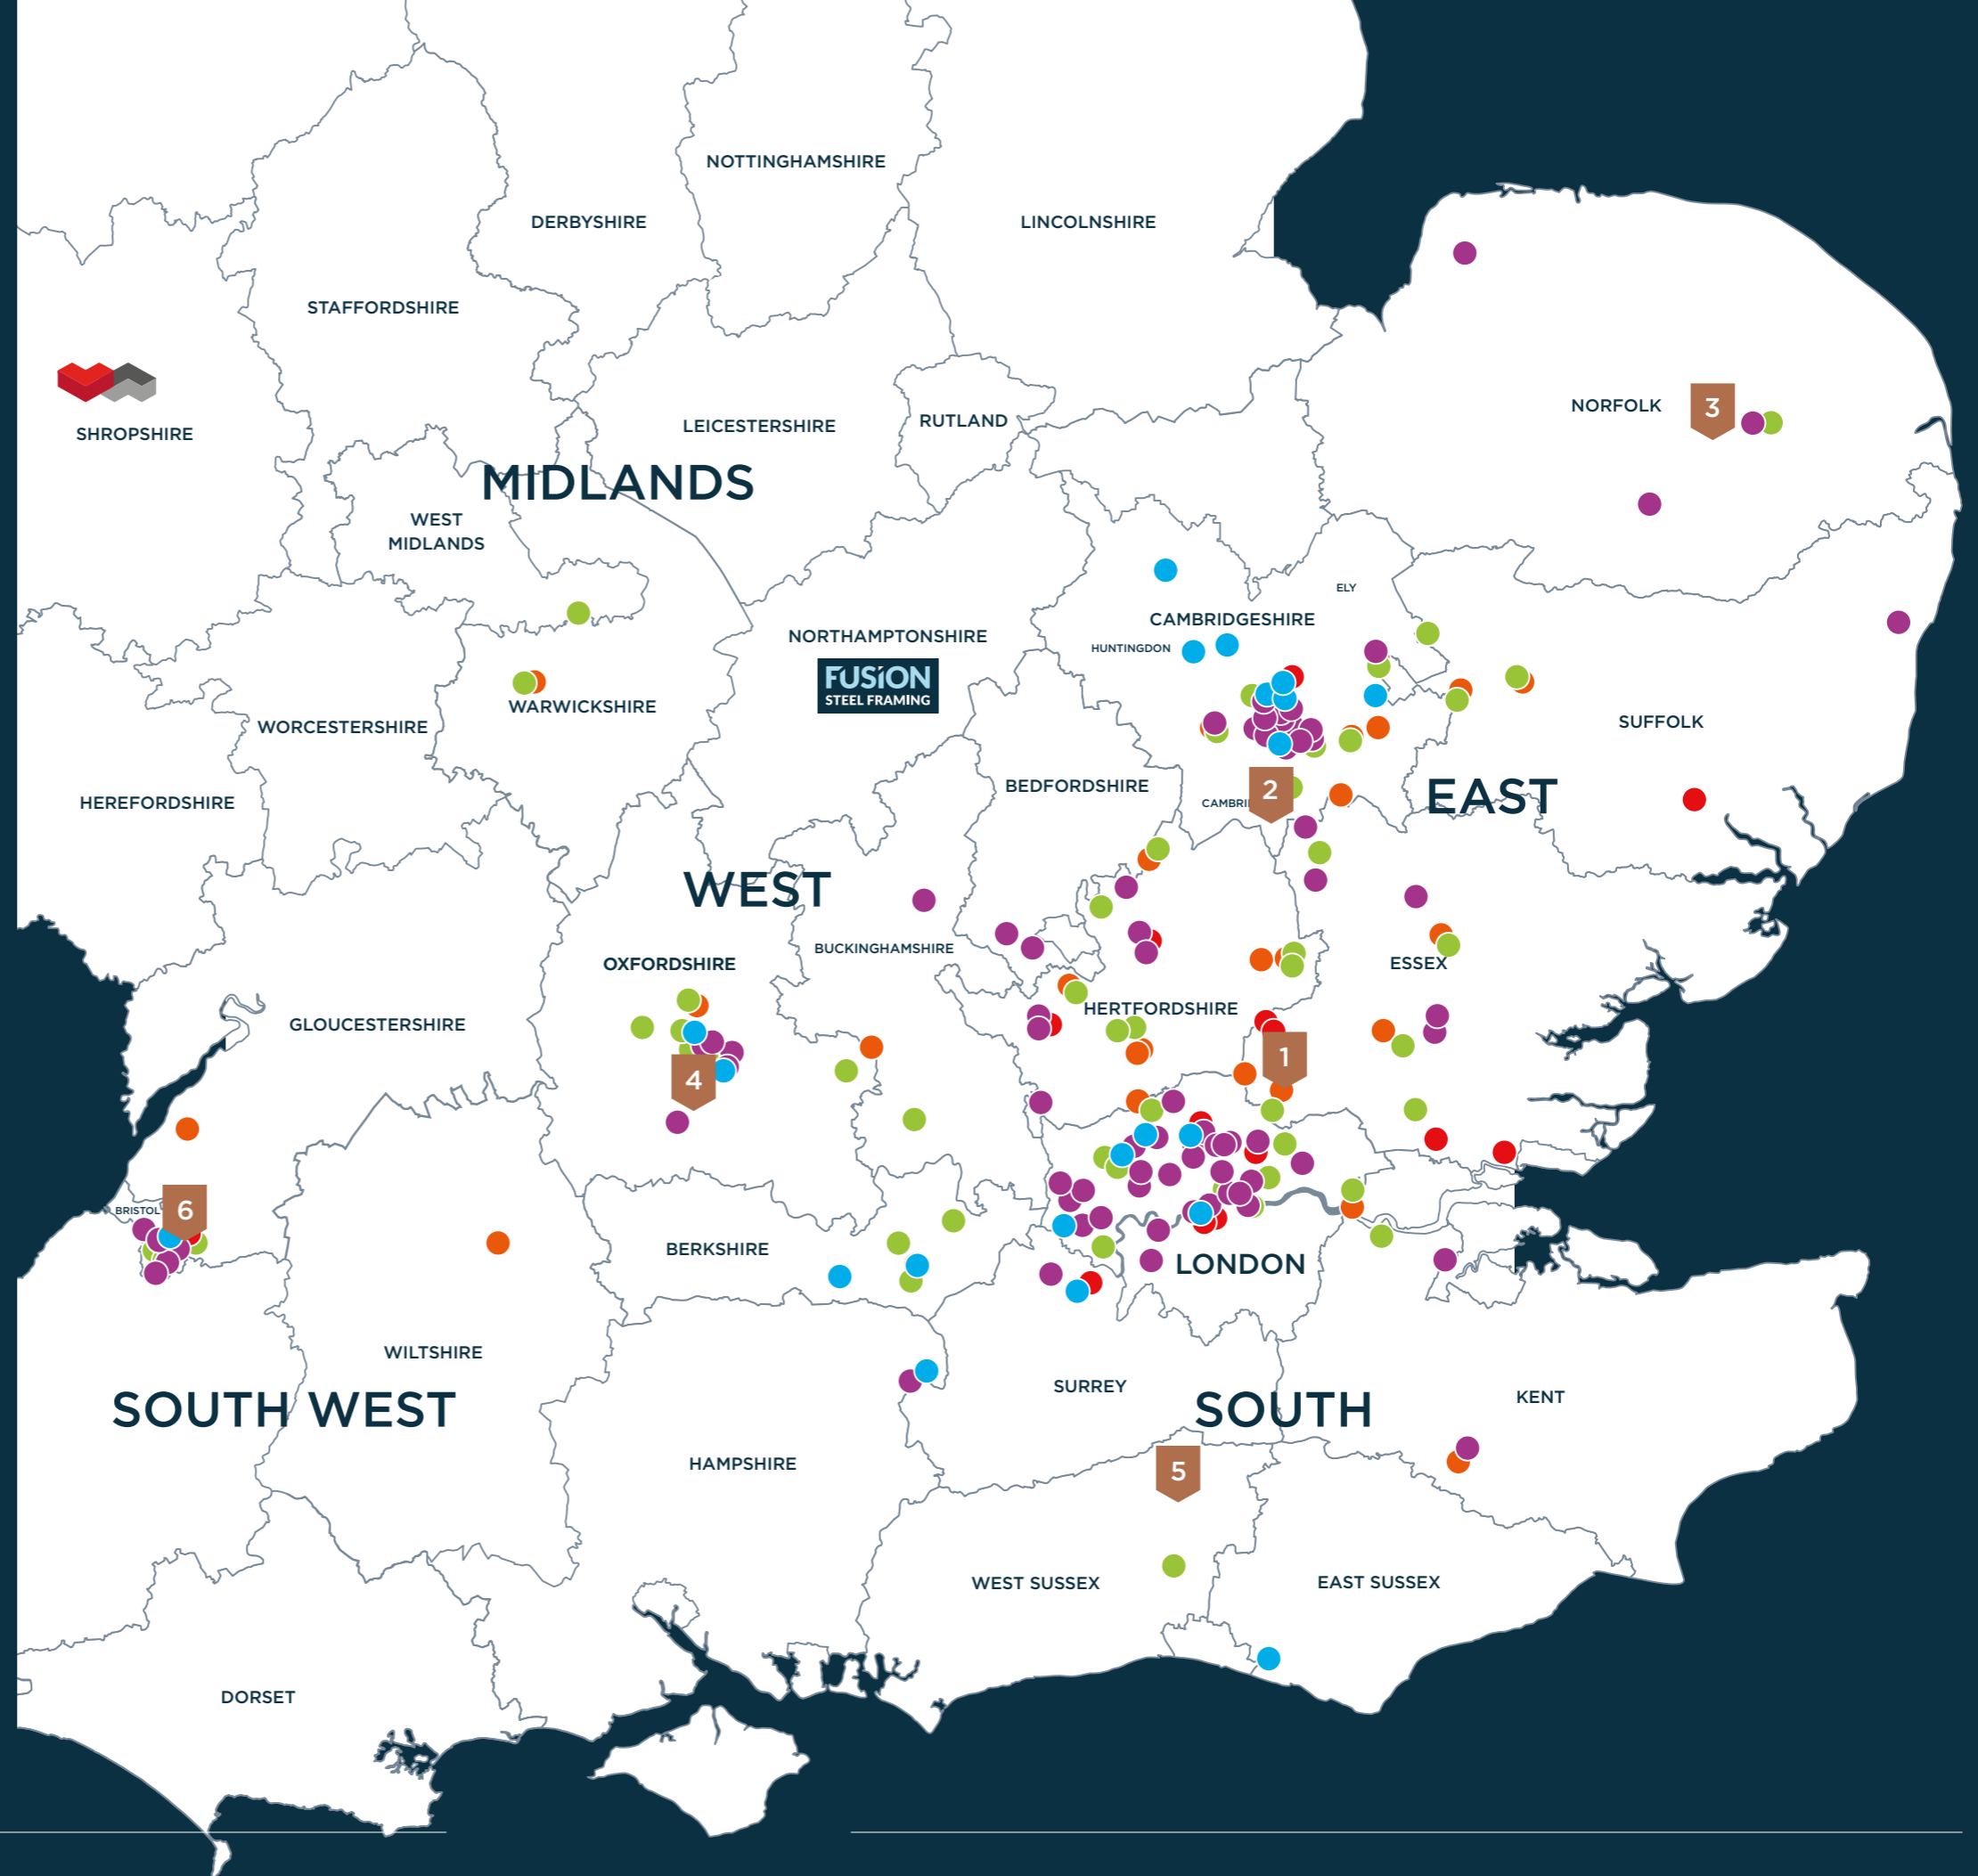 NOTTINGHAMSHIRE
DERBYSHIRE
LINCOLNSHIRE
STAFFORDSHIRE
NORFOLK
3
SHROPSHIRE
LEICESTERSHIRE
RUTLAND
MIDLANDS
WEST
MIDLANDS
ELY
CAMBRIDGESHIRE
NORTHAMPTONSHIRE
HUNTINGDON
FUSION
STEEL FRAMING
WARWICKSHIRE
WORCESTERSHIRE
SUFFOLK
BEDFORDSHIRE
2
EAST
HEREFORDSHIRE
CAMBRI
WEST
BUCKINGHAMSHIRE
OXFORDSHIRE
ESSEX
HERTFORDSHIRE
GLOUCESTERSHIRE
1
4
BRISTOL
6
BERKSHIRE
LONDON
WILTSHIRE
SURREY
KENT
SOUTH WEST
SOUTH
HAMPSHIRE
5
WEST SUSSEX
EAST SUSSEX
DORSET